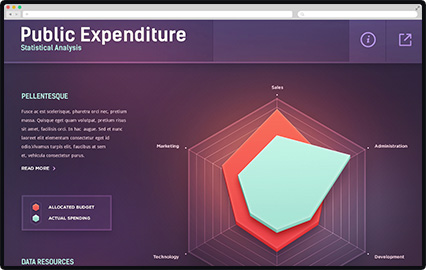 Public Expenditure
Statistical Analysis
PELLENTESQUE
Fusce ac est scelerisque, pharetra orci nec, pretium
massa. Quisque eget quam volutpat, pretium risus
sit amet, facilisis orci. In hac augue. Sed et nunc
laoreet elit elementum consectetur eget id
odio.Vivamus turpis elit, faucibus at sem
et, vehicula consectetur purus.
READ MORE >
ALLOCATED BUDGET
ACTUAL SPENDING
DATA RESOURCES
Sales
Marketing
Administration
Technology
Development